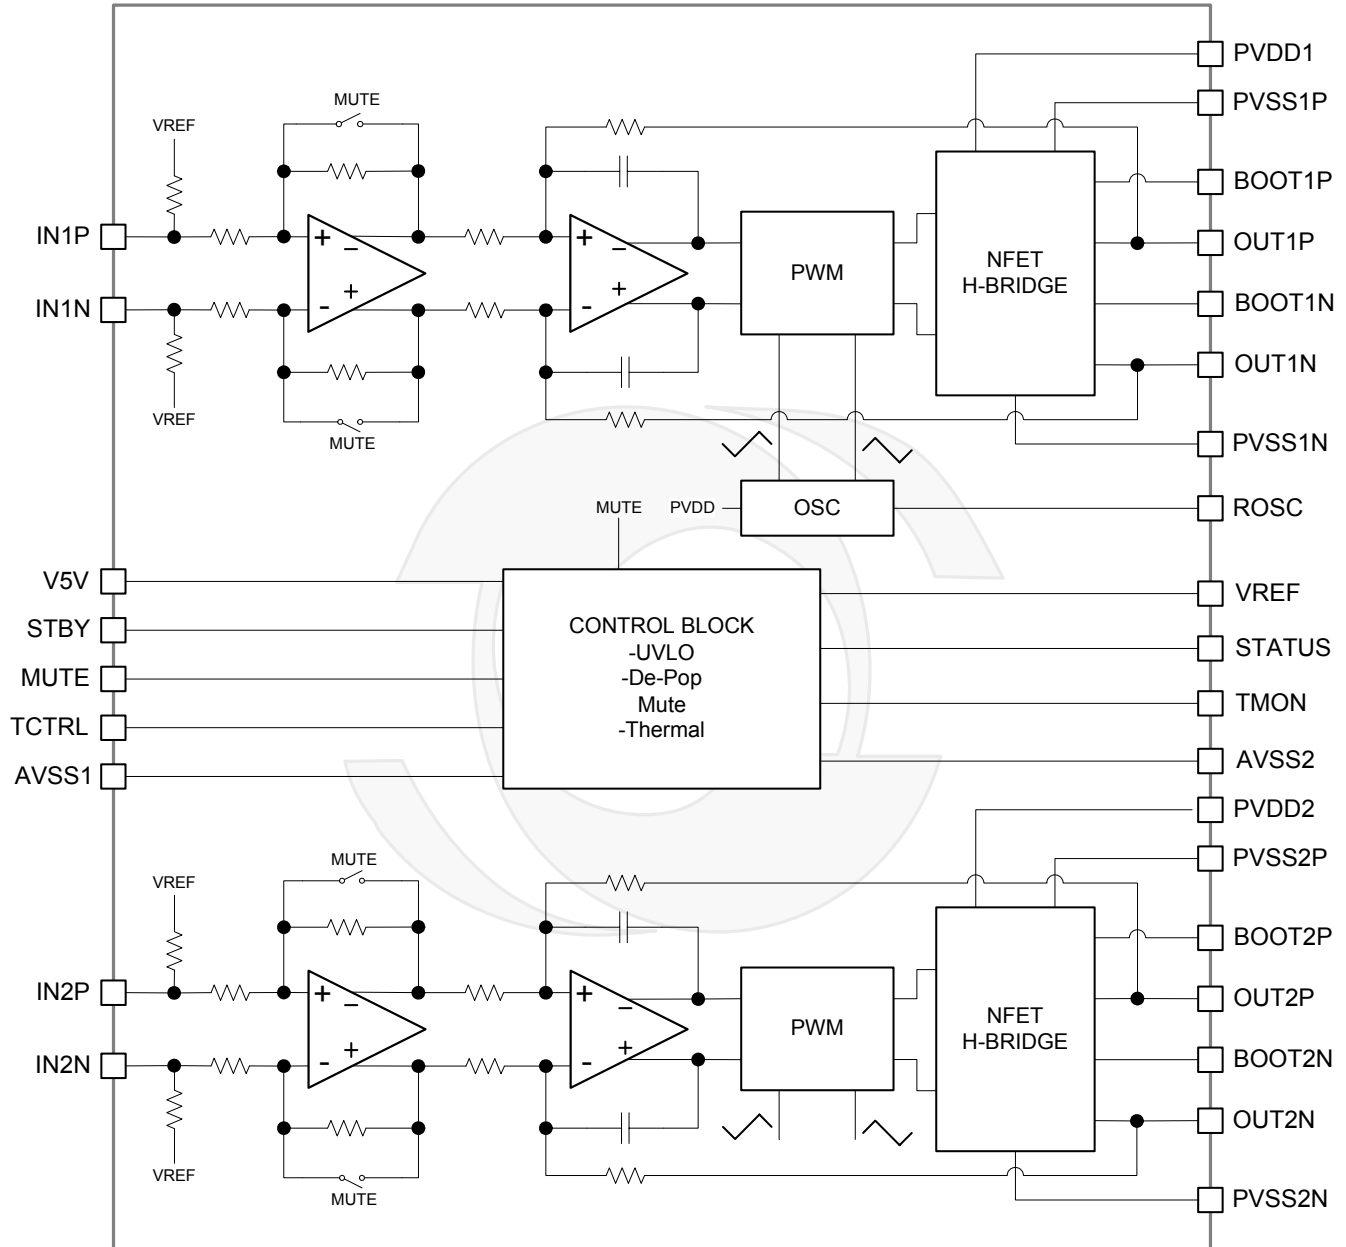 PVDD1
PVSS1P
MUTE
VREF
BOOT1P
IN1P
+
−
+
−
PWM
NFET
H-BRIDGE
OUT1P
IN1N
-
+
-
+
BOOT1N
OUT1N
VREF
MUTE
PVSS1N
MUTE
PVDD
OSC
ROSC
V5V
VREF
STBY
CONTROL BLOCK
-UVLO
-De-Pop
Mute
-Thermal
STATUS
MUTE
TMON
TCTRL
AVSS2
AVSS1
PVDD2
MUTE
PVSS2P
VREF
BOOT2P
IN2P
+
−
+
−
PWM
NFET
H-BRIDGE
OUT2P
IN2N
-
+
-
+
BOOT2N
OUT2N
VREF
MUTE
PVSS2N